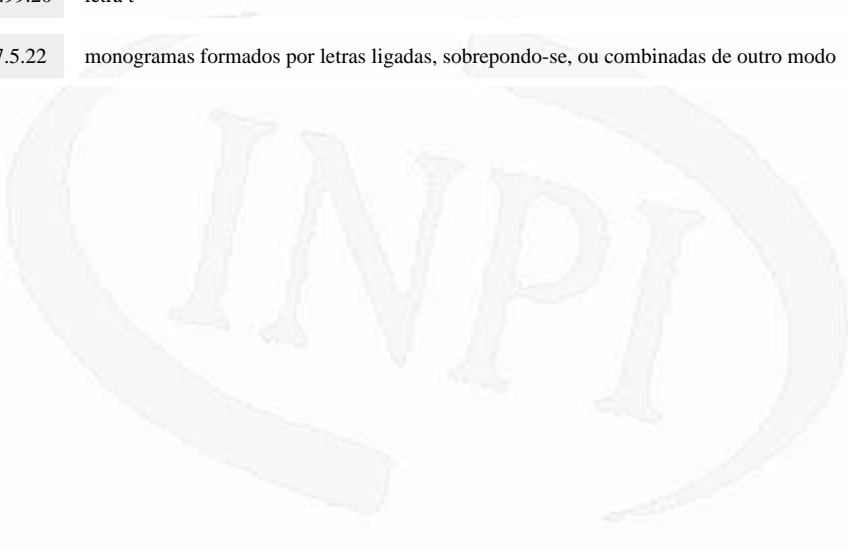 7.5.22 monogramas formados por letras ligadas, sobrepondo-se, ou combinadas de outro modo
INPI